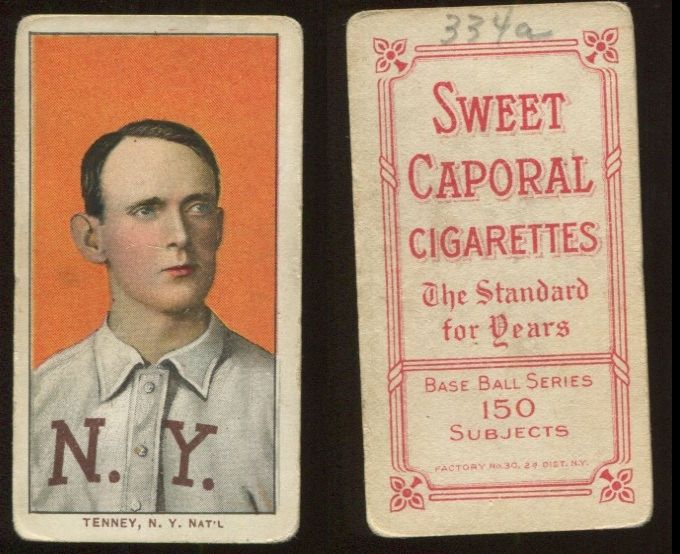 N. Y.
TENNEY, N. Y. NAT'L
334a
SWEET
CAPORAL
CIGARETTES
The Standard
for Years
BASE BALL SERIES
150
SUBJECTS
FACTORY No. 30, 2d DIST. N.Y.